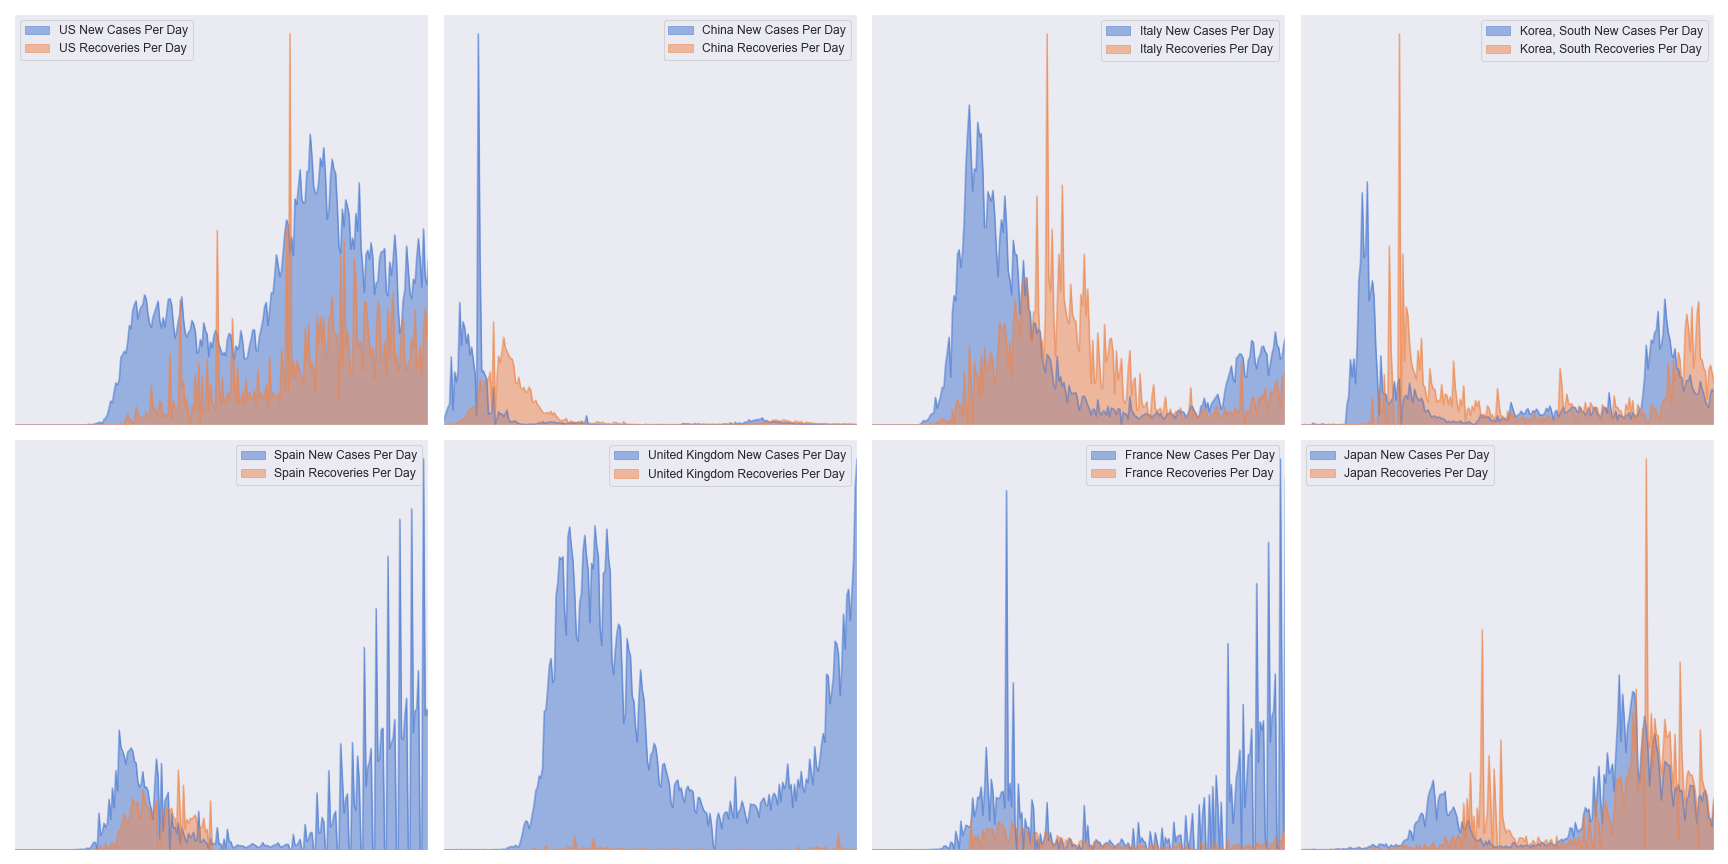 US New Cases Per Day
US Recoveries Per Day
China New Cases Per Day
China Recoveries Per Day
Italy New Cases Per Day
Italy Recoveries Per Day
Korea, South New Cases Per Day
Korea, South Recoveries Per Day
Spain New Cases Per Day
Spain Recoveries Per Day
United Kingdom New Cases Per Day
United Kingdom Recoveries Per Day
France New Cases Per Day
France Recoveries Per Day
Japan New Cases Per Day
Japan Recoveries Per Day